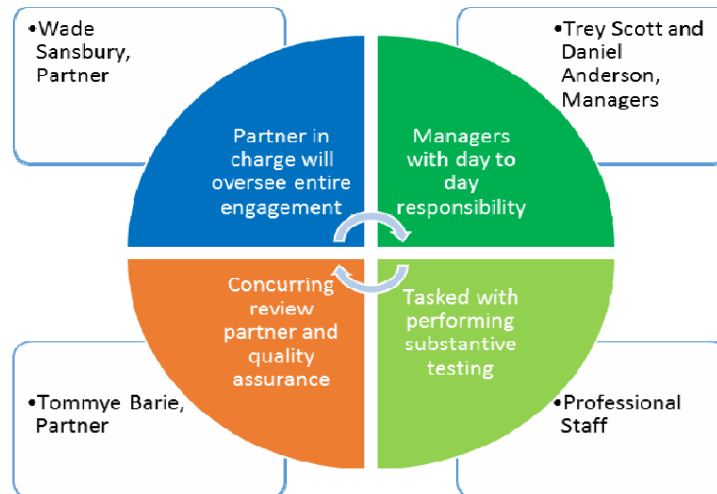 •Wade
Sansbury,
Partner
•Trey Scott and
Daniel
Anderson,
Managers
Partner in
charge will
oversee entire
engagement
Managers
with day to
day
responsibility
Concurring
review
partner and
quality
assurance
Tasked with
performing
substantive
testing
•Tommye Barie,
Partner
•Professional
Staff